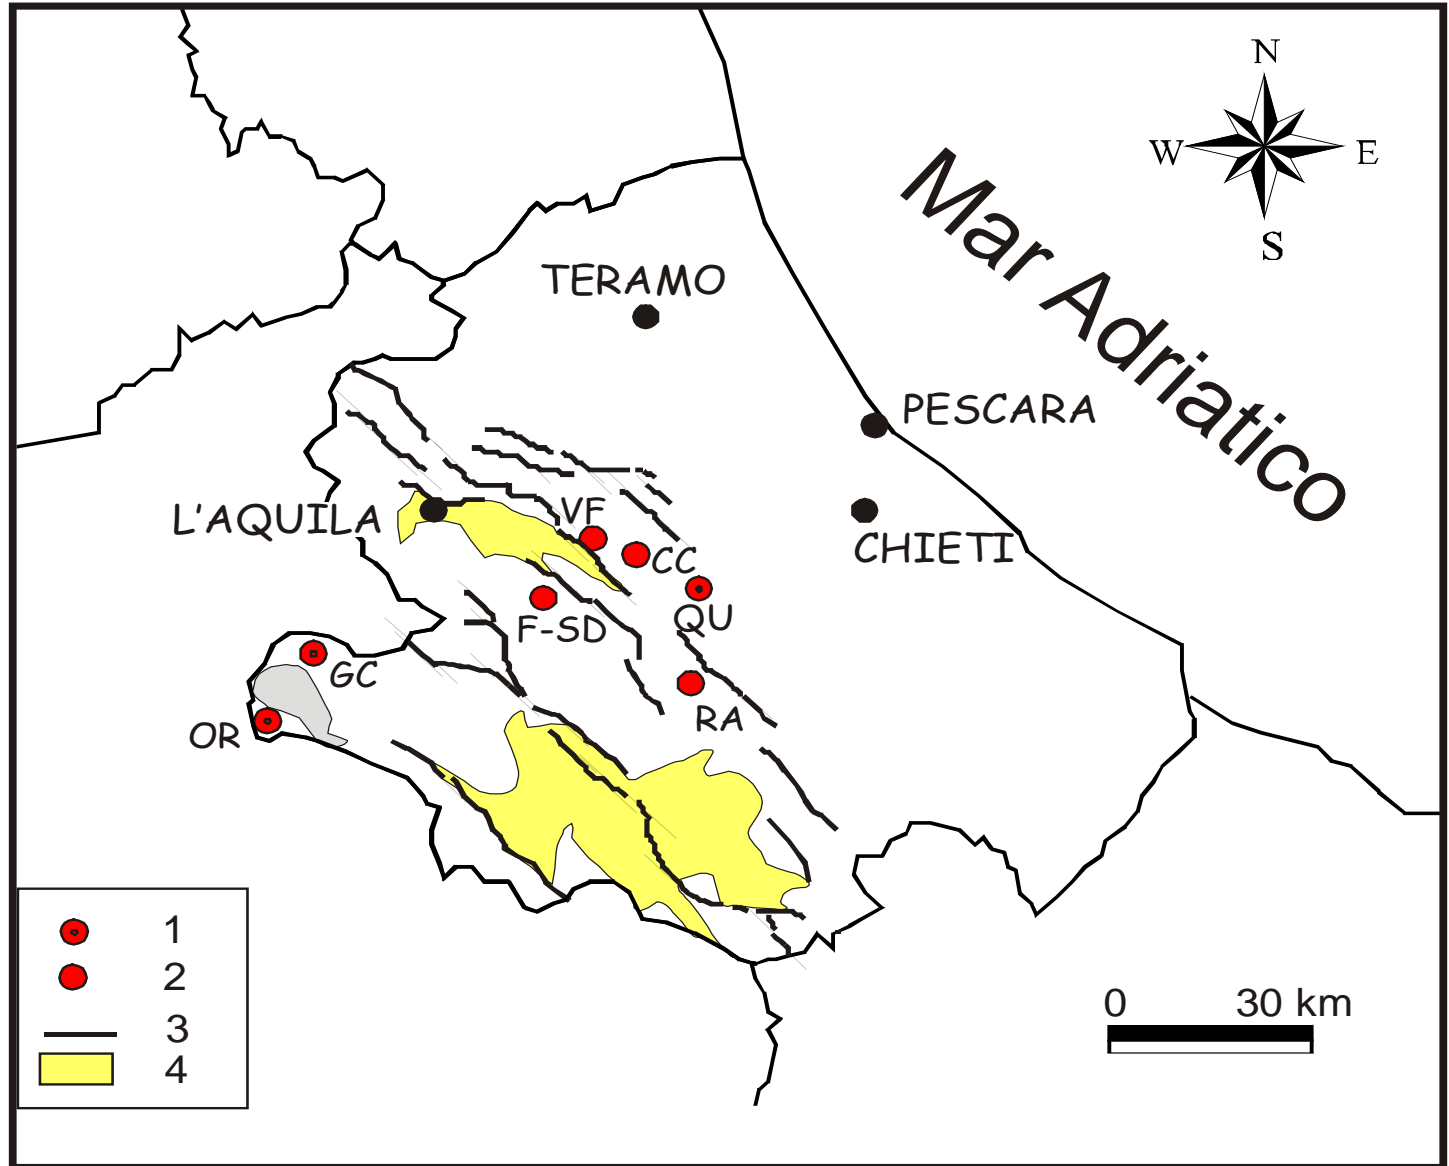 N
W
E
S
Mar Adriatico
TERAMO
PESCARA
L'AQUILA
VF
CC
CHIETI
QU
F-SD
GC
RA
OR
1
2
3
4
0 30 km